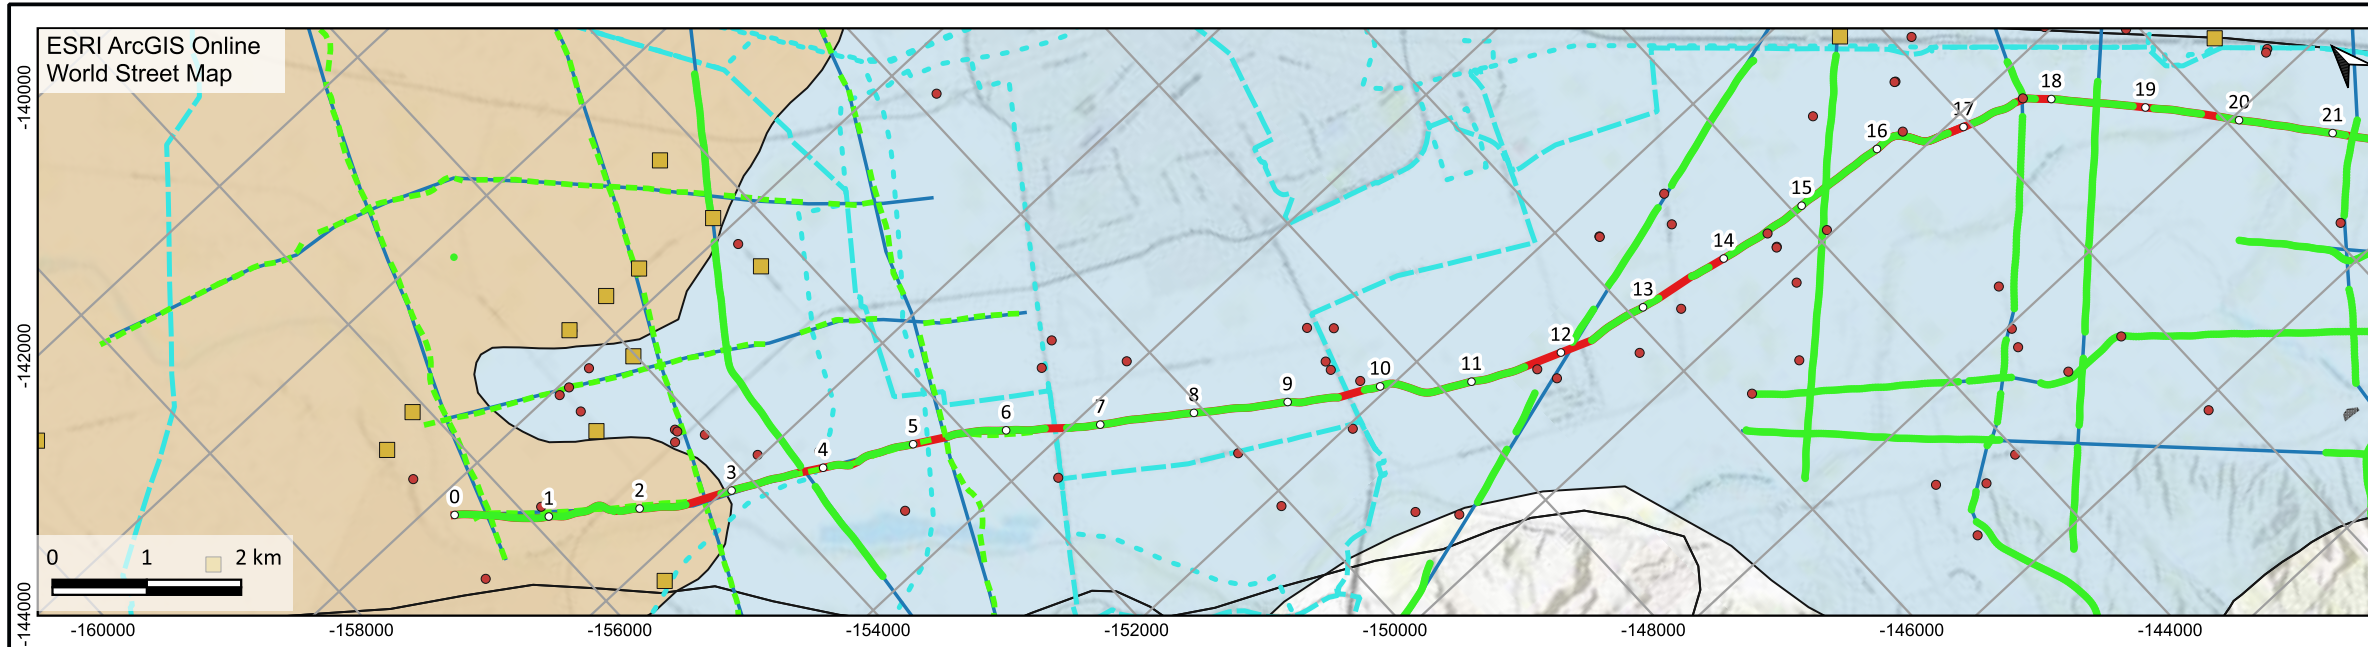 ESRI ArcGIS Online
World Street Map
-140000
-142000
-144000
0 1 2 3 4 5 6 7 8 9 10 11 12 13 14 15 16 17 18 19 20 21
0 1 2 km
-160000 -158000 -156000 -154000 -152000 -150000 -148000 -146000 -144000